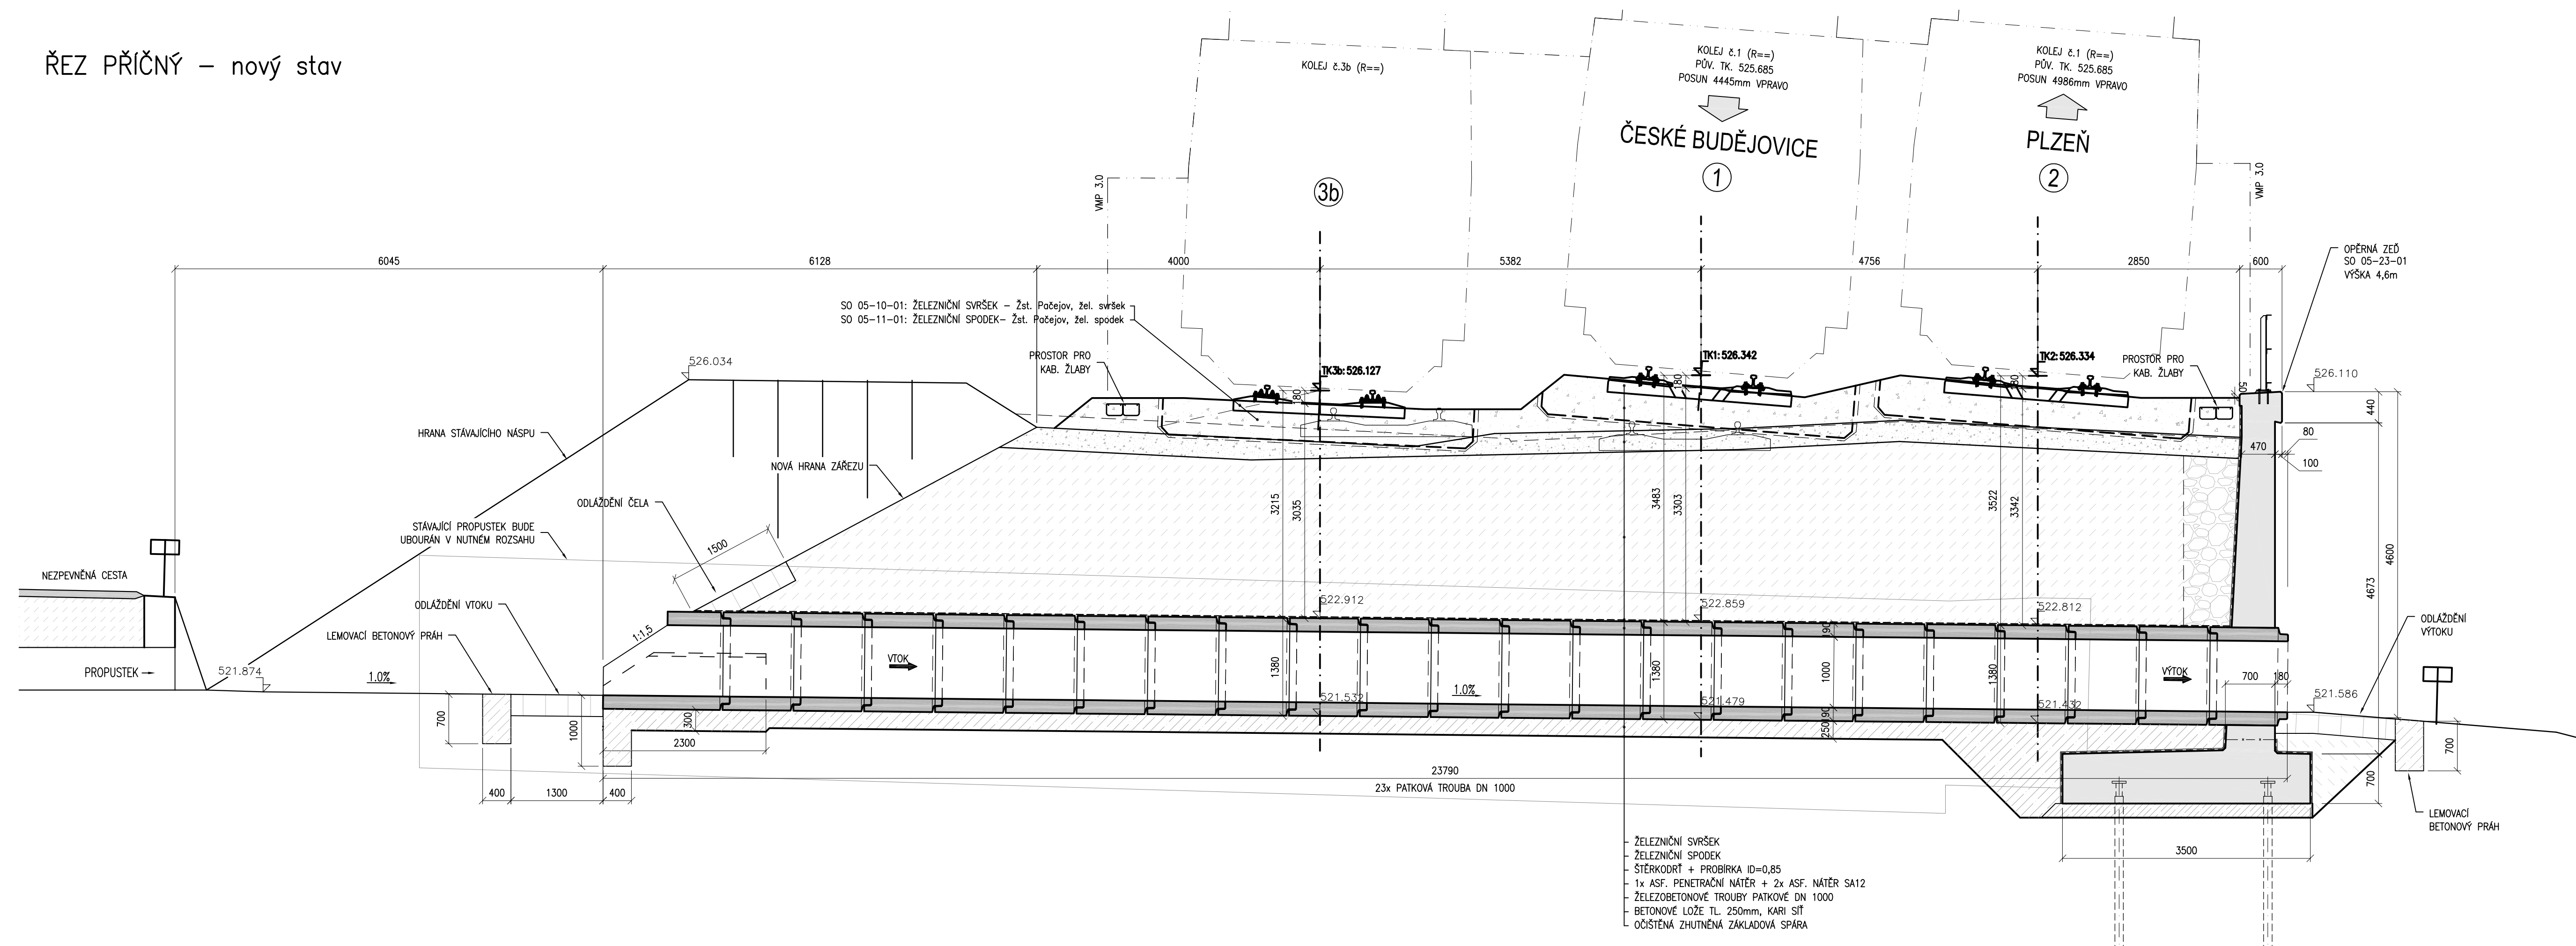 ŘEZ PŘÍČNÝ – nový stav
KOLEJ č.3b (R==)
KOLEJ č.1 (R==)
PŮV. TK. 525.685
POSUN 4445mm VPRAVO
ČESKÉ BUDĚJOVICE
KOLEJ č.1 (R==)
PŮV. TK. 525.685
POSUN 4986mm VPRAVO
PLZEŇ
VMP 3.0
3b
1
2
VMP 3.0
6045
6128
4000
5382
4756
2850
600
OPĚRNÁ ZEĎ
SO 05-23-01
VÝŠKA 4,6m
SO 05-10-01: ŽELEZNIČNÍ SVRŠEK – Žst. Pačejov, žel. svršek
SO 05-11-01: ŽELEZNIČNÍ SPODEK– Žst. Pačejov, žel. spodek
526.034
PROSTOR PRO
KAB. ŽLABY
TK3b: 526.127
180
TK1: 526.342
180
TK2: 526.334
180
PROSTOR PRO
KAB. ŽLABY
50
526.110
440
80
470
100
HRANA STÁVAJÍCÍHO NÁSPU
NOVÁ HRANA ZÁŘEZU
ODLÁŽDĚNÍ ČELA
STÁVAJÍCÍ PROPUSTEK BUDE
UBOURÁN V NUTNÉM ROZSAHU
1500
3215
3035
3483
3303
3522
3342
4600
4673
NEZPEVNĚNÁ CESTA
ODLÁŽDĚNÍ VTOKU
LEMOVACÍ BETONOVÝ PRÁH
1:1,5
522.912
522.859
522.812
ODLÁŽDĚNÍ
VÝTOKU
PROPUSTEK
521.874
1.0%
VTOK
1380
1380
190
1000
1380
VÝTOK
700
180
521.532
1.0%
521.479
521.432
521.586
700
1000
300
2300
190
250
700
700
23790
23x PATKOVÁ TROUBA DN 1000
400
1300
400
LEMOVACÍ
BETONOVÝ PRÁH
3500
ŽELEZNIČNÍ SVRŠEK
ŽELEZNIČNÍ SPODEK
ŠTĚRKODRŤ + PROBÍRKA ID=0,85
1x ASF. PENETRAČNÍ NÁTĚR + 2x ASF. NÁTĚR SA12
ŽELEZOBETONOVÉ TROUBY PATKOVÉ DN 1000
BETONOVÉ LOŽE TL. 250mm, KARI SÍŤ
OČIŠTĚNÁ ZHUTNĚNÁ ZÁKLADOVÁ SPÁRA